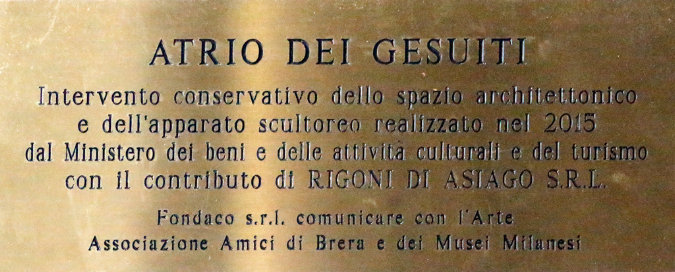 ATRIO DEI GESUITI
Intervento conservativo dello spazio architettonico
e dell'apparato scultoreo realizzato nel 2015
dal Ministero dei beni e delle attività culturali e del turismo
con il contributo di RIGONI DI ASIAGO S.R.L.
Fondaco s.r.l. comunicare con l'Arte
Associazione Amici di Brera e dei Musei Milanesi